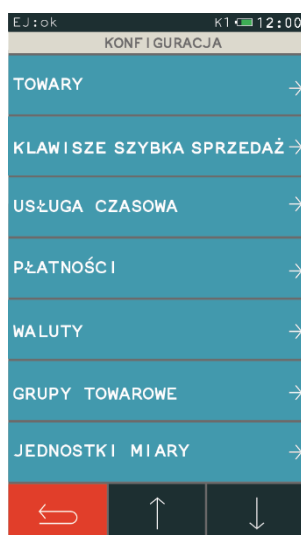 EJ:ok K1 12:00
KONFIGURACJA
TOWARY
KLAWISZE SZYBKA SPRZEDAŻ
USŁUGA CZASOWA
PŁATNOŚCI
WALUTY
GRUPY TOWAROWE
JEDNOSTKI MIARY